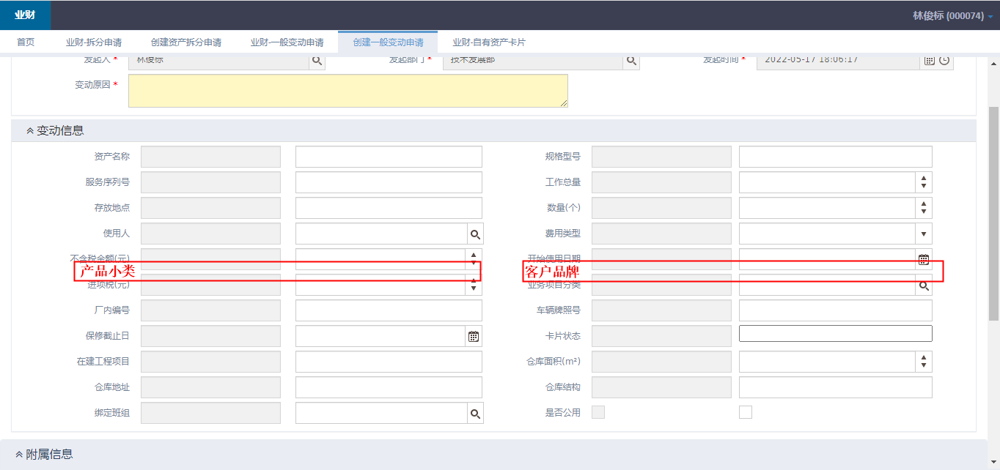 业财
林俊标 (000074)
首页 业财-拆分申请 创建资产拆分申请 业财-一般变动申请 创建一般变动申请 业财-自有资产卡片
发起人 * 林俊标 发起部门 * 技术发展部 发起时间 * 2022-05-17 18:06:17
变动原因 *
变动信息
资产名称 规格型号
服务序列号 工作总量
存放地点 数量(个)
使用人 费用类型
不含税金额(元) 开始使用日期
产品小类 客户品牌
进项税(元) 业务项目分类
厂内编号 车辆牌照号
保修截止日 卡片状态
在建工程项目 仓库面积(m²)
仓库地址 仓库结构
绑定班组 是否公用
附属信息